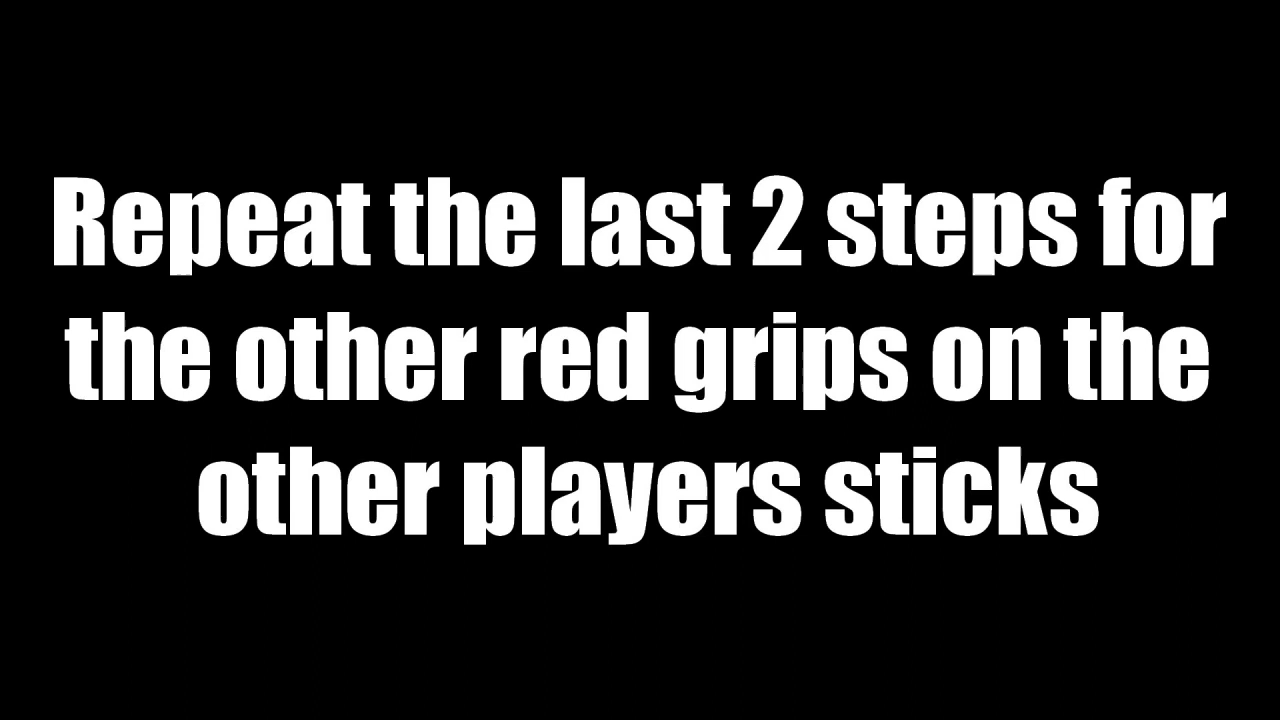 Repeat the last 2 steps for
the other red grips on the
other players sticks